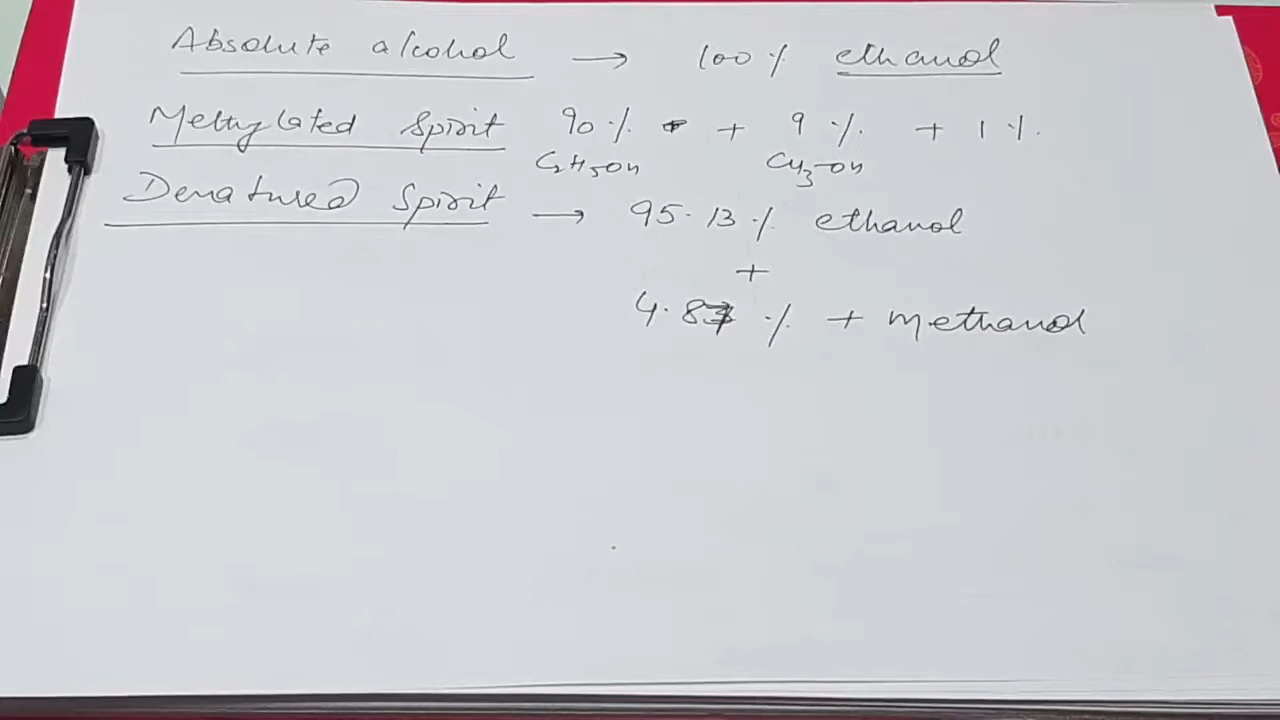 Absolute alcohol → 100% ethanol
Methylated Spirit 90% + 9% + 1%.
C2H5OH CH3-OH
Denatured Spirit → 95.13% ethanol
+
4.87% + methanol